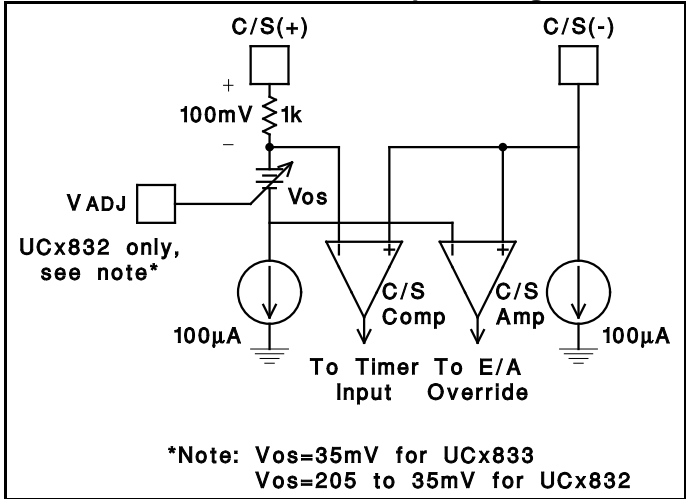 C/S(+) C/S(-)
+
100mV 1k
−
Vos
VADJ
UCx832 only,
see note*
− + − +
C/S
Comp
C/S
Amp
100µA 100µA
To Timer
Input
To E/A
Override
*Note: Vos=35mV for UCx833
Vos=205 to 35mV for UCx832